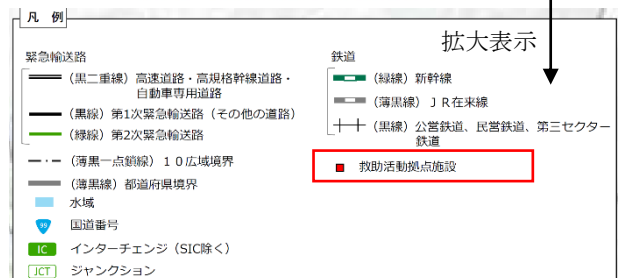 凡 例
拡大表示
緊急輸送路
(黒二重線)高速道路・高規格幹線道路・
自動車専用道路
(黒線)第1次緊急輸送路(その他の道路)
(緑線)第2次緊急輸送路
(薄黒一点鎖線)10広域境界
(薄黒線)都道府県境界
水域
99 国道番号
IC インターチェンジ(SIC除く)
JCT ジャンクション
鉄道
(緑線)新幹線
(薄黒線)JR在来線
(黒線)公営鉄道、民営鉄道、第三セクター
鉄道
救助活動拠点施設